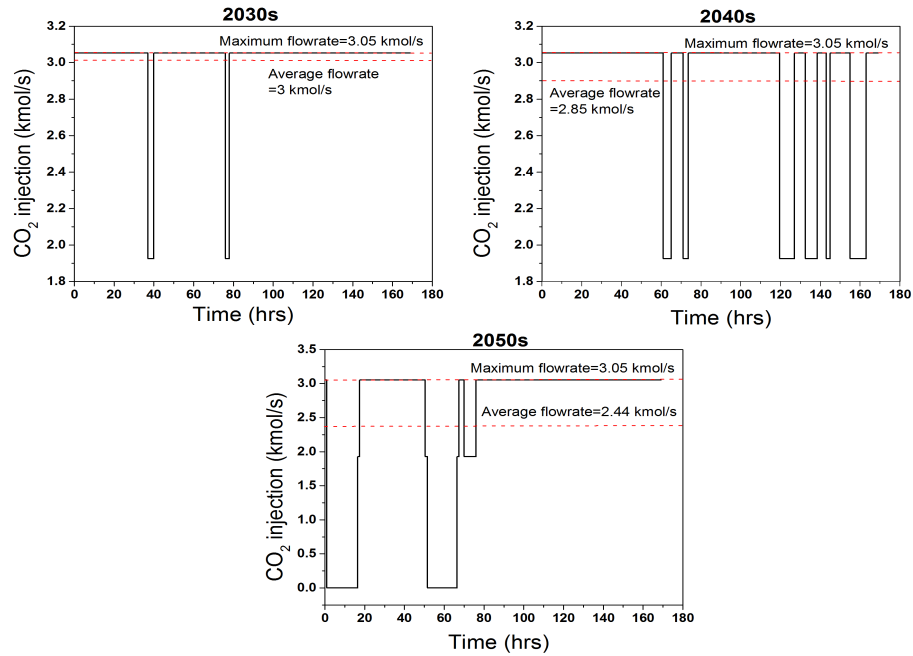 2030s
3.2
3.0
2.8
2.6
2.4
2.2
2.0
1.8
CO2 injection (kmol/s)
Maximum flowrate=3.05 kmol/s
Average flowrate
=3 kmol/s
0 20 40 60 80 100 120 140 160 180
Time (hrs)
2040s
3.2
3.0
2.8
2.6
2.4
2.2
2.0
1.8
CO2 injection (kmol/s)
Maximum flowrate=3.05 kmol/s
Average flowrate
=2.85 kmol/s
0 20 40 60 80 100 120 140 160 180
Time (hrs)
2050s
3.5
3.0
2.5
2.0
1.5
1.0
0.5
0.0
CO2 injection (kmol/s)
Maximum flowrate=3.05 kmol/s
Average flowrate=2.44 kmol/s
0 20 40 60 80 100 120 140 160 180
Time (hrs)